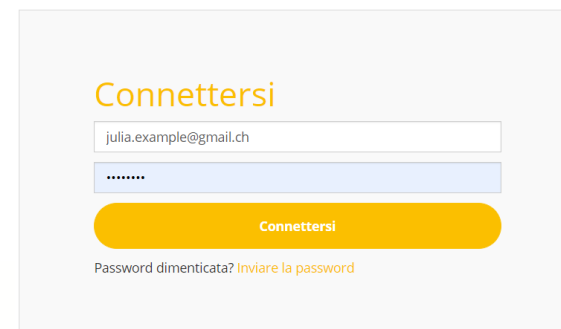 Connettersi
julia.example@gmail.ch
••••••••
Connettersi
Password dimenticata? Inviare la password